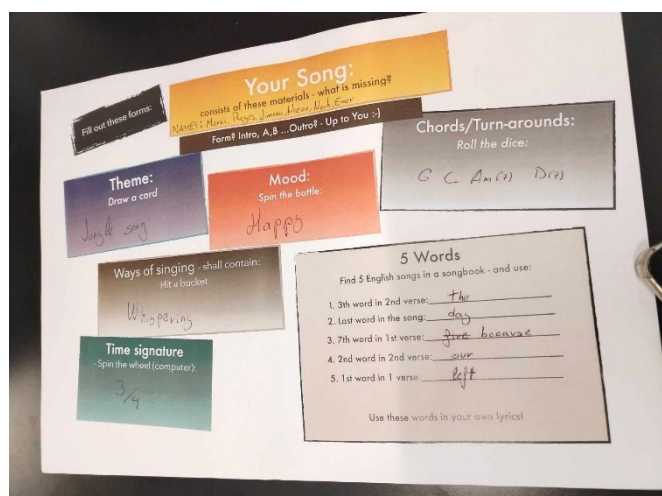 Fill out these forms:
Your Song:
consists of these materials - what is missing?
NAMES:
Form? Intro, A,B ...Outro? - Up to You :-)
Theme:
Draw a card
Jungle song
Mood:
Spin the bottle:
Happy
Chords/Turn-arounds:
Roll the dice:
G C Am(7) D(7)
Ways of singing - shall contain:
Hit a bucket
Whispering
Time signature
- Spin the wheel (computer):
3/4
5 Words
Find 5 English songs in a songbook - and use:
1. 3th word in 2nd verse: the
2. Last word in the song: day
3. 7th word in 1st verse: five because
4. 2nd word in 2nd verse: our
5. 1st word in 1 verse: left
Use these words in your own lyrics!